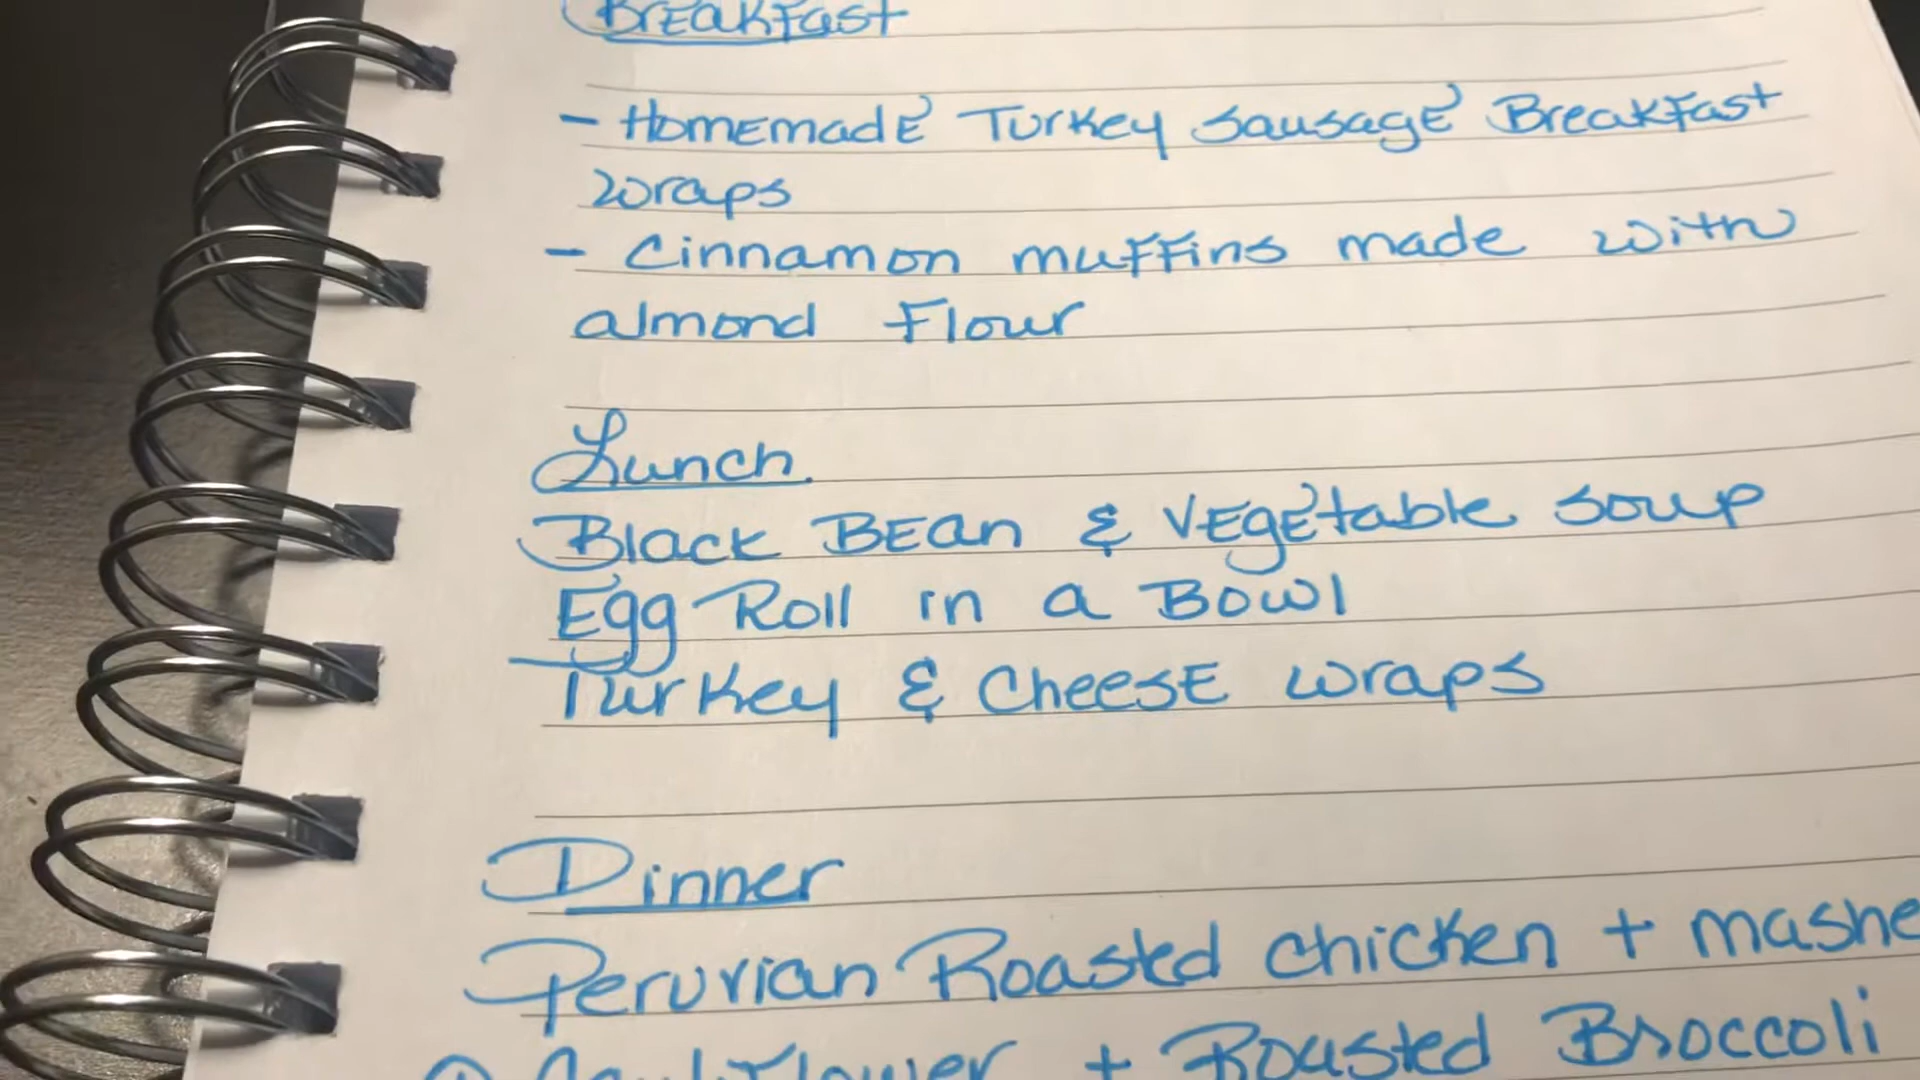 Breakfast
- Homemade Turkey Sausage Breakfast
wraps
- Cinnamon muffins made with
almond Flour
Lunch
Black Bean & Vegetable soup
Egg Roll in a Bowl
Turkey & Cheese wraps
Dinner
Peruvian Roasted chicken + mashe
Cauliflower + Roasted Broccoli